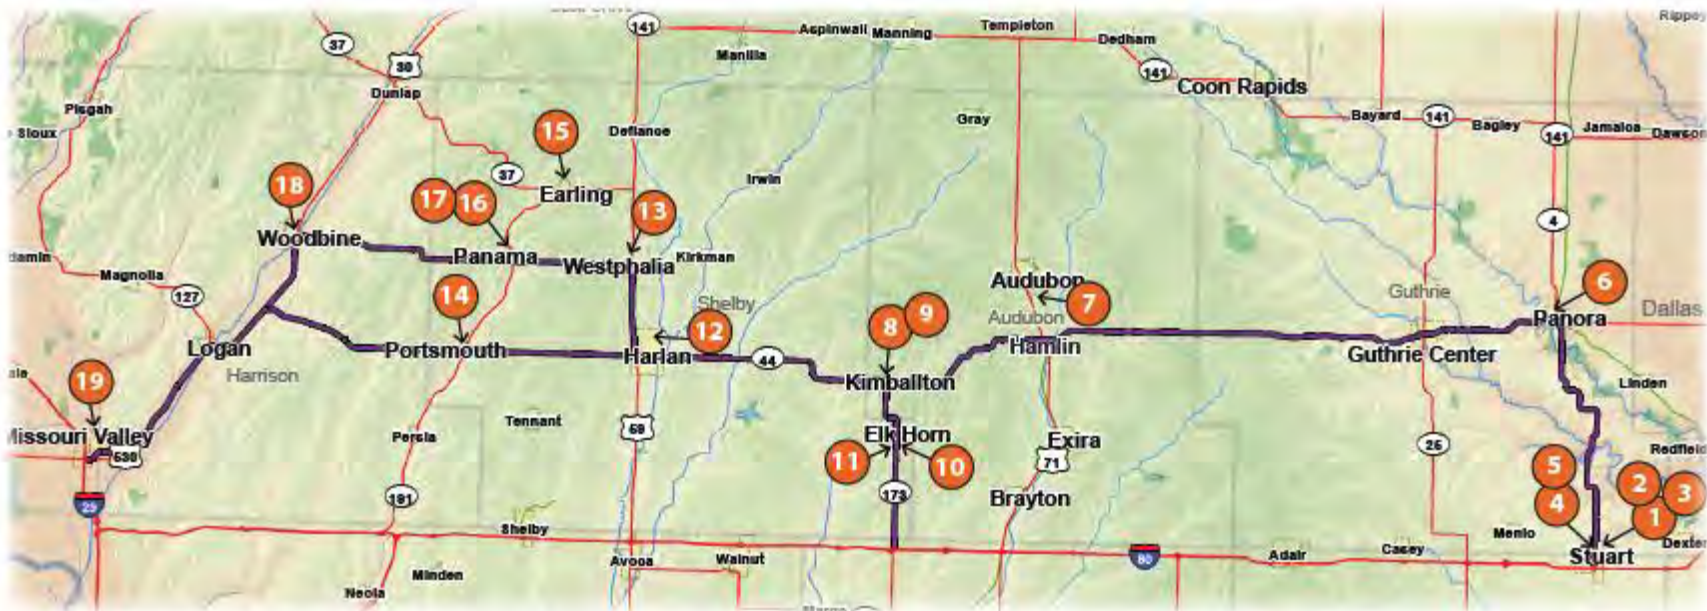 141
Aspinwall
Manning
Templeton
Dedham
37
30
Manilla
141
Coon Rapids
Dunlap
Pisgah
Sioux
15
Defiance
Gray
Bayard
141
Bagley
141
Jamaica
Dawson
37
Earling
Irwin
18
17
16
13
4
Woodbine
Panama
Westphalia
Kirkman
Magnolia
127
14
Shelby
Audubon
7
Audubon
Guthrie
6
Panora
Dallas
12
8
9
Logan
Portsmouth
Harlan
44
Kimballton
Hamlin
Guthrie Center
Harrison
19
Linden
Missouri Valley
530
Persia
Tennant
59
Elk Horn
11
10
Exira
71
25
Redfield
29
191
173
Brayton
5
4
2
3
1
Shelby
Avoca
Walnut
80
Adair
Casey
Menlo
Stuart
Dexter
Minden
Neola